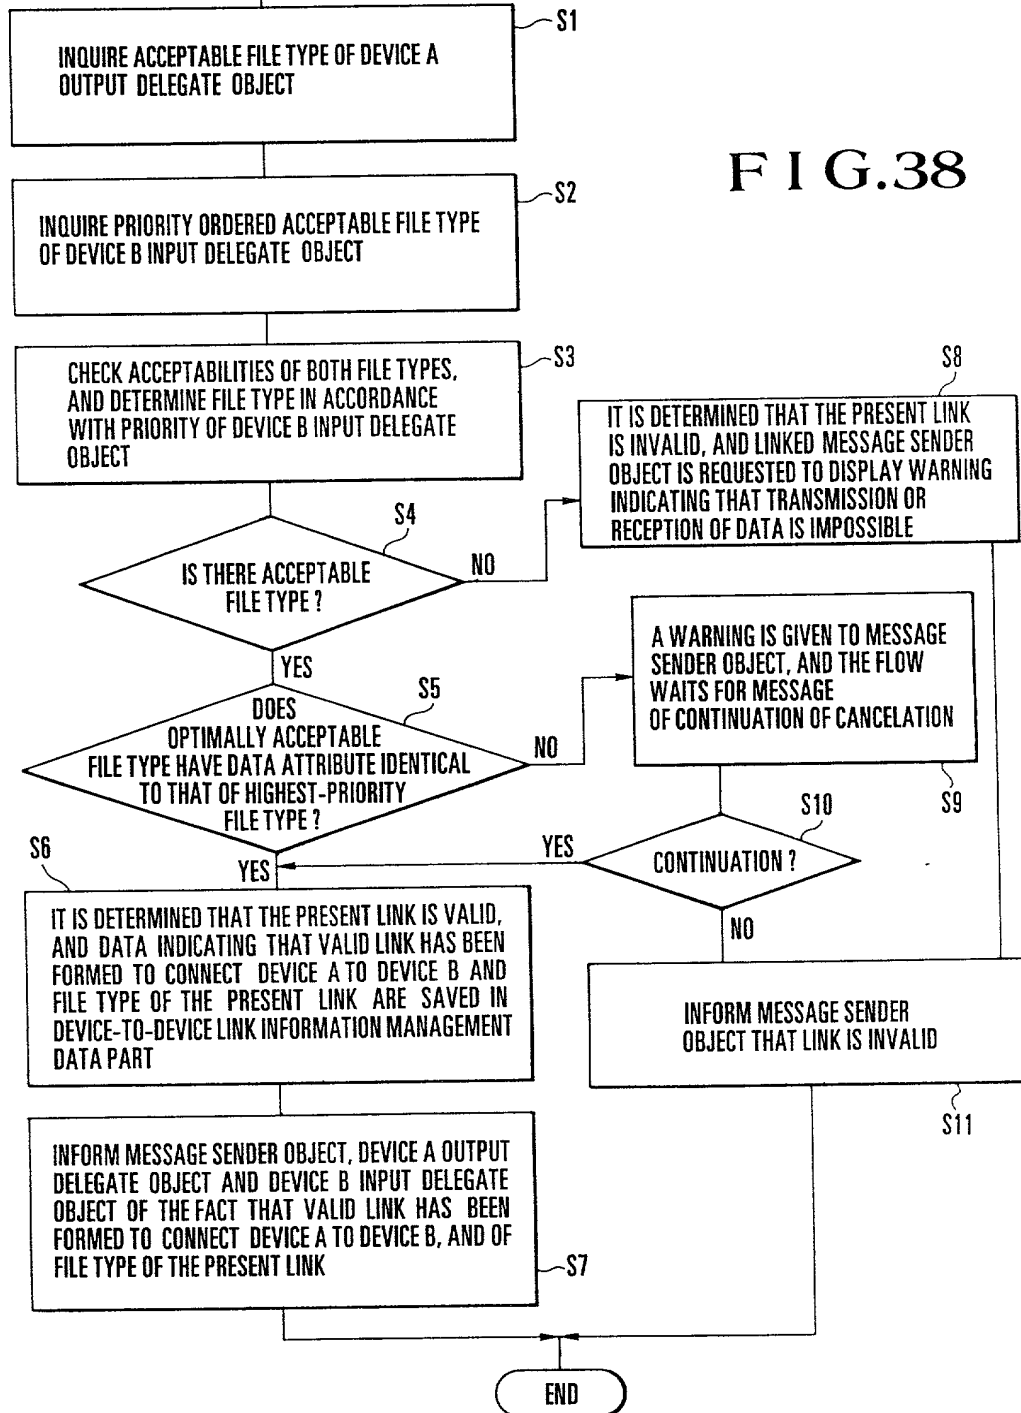 S1
INQUIRE ACCEPTABLE FILE TYPE OF DEVICE A
OUTPUT DELEGATE OBJECT
FIG.38
S2
INQUIRE PRIORITY ORDERED ACCEPTABLE FILE TYPE
OF DEVICE B INPUT DELEGATE OBJECT
S3
CHECK ACCEPTABILITIES OF BOTH FILE TYPES,
AND DETERMINE FILE TYPE IN ACCORDANCE
WITH PRIORITY OF DEVICE B INPUT DELEGATE
OBJECT
S8
IT IS DETERMINED THAT THE PRESENT LINK
IS INVALID, AND LINKED MESSAGE SENDER
OBJECT IS REQUESTED TO DISPLAY WARNING
INDICATING THAT TRANSMISSION OR
RECEPTION OF DATA IS IMPOSSIBLE
S4
IS THERE ACCEPTABLE
FILE TYPE ?
NO
YES
S5
DOES
OPTIMALLY ACCEPTABLE
FILE TYPE HAVE DATA ATTRIBUTE IDENTICAL
TO THAT OF HIGHEST-PRIORITY
FILE TYPE ?
NO
YES
A WARNING IS GIVEN TO MESSAGE
SENDER OBJECT, AND THE FLOW
WAITS FOR MESSAGE
OF CONTINUATION OF CANCELATION
S9
S10
CONTINUATION ?
YES
NO
S6
IT IS DETERMINED THAT THE PRESENT LINK IS VALID,
AND DATA INDICATING THAT VALID LINK HAS BEEN
FORMED TO CONNECT DEVICE A TO DEVICE B AND
FILE TYPE OF THE PRESENT LINK ARE SAVED IN
DEVICE-TO-DEVICE LINK INFORMATION MANAGEMENT
DATA PART
INFORM MESSAGE SENDER
OBJECT THAT LINK IS INVALID
S11
INFORM MESSAGE SENDER OBJECT, DEVICE A OUTPUT
DELEGATE OBJECT AND DEVICE B INPUT DELEGATE
OBJECT OF THE FACT THAT VALID LINK HAS BEEN
FORMED TO CONNECT DEVICE A TO DEVICE B, AND OF
FILE TYPE OF THE PRESENT LINK
S7
END